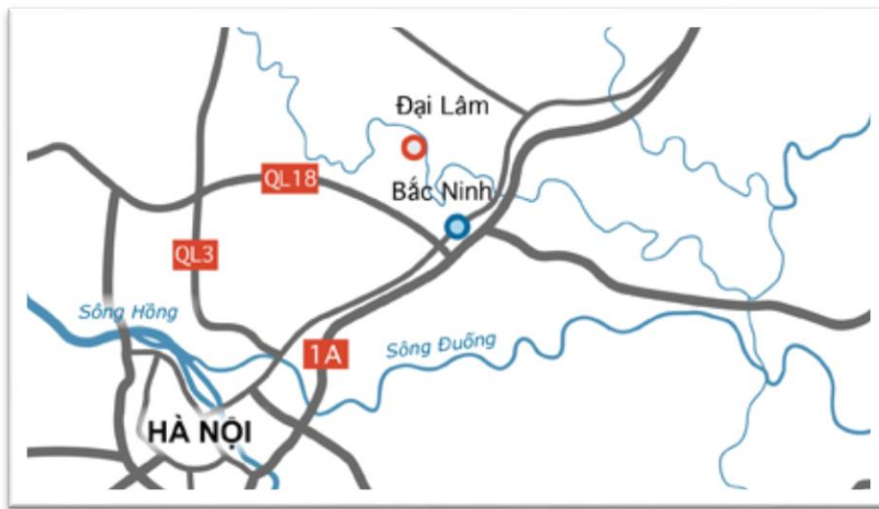 Đại Lâm
QL18
Bắc Ninh
QL3
Sông Hồng
1A
Sông Đuống
HÀ NỘI